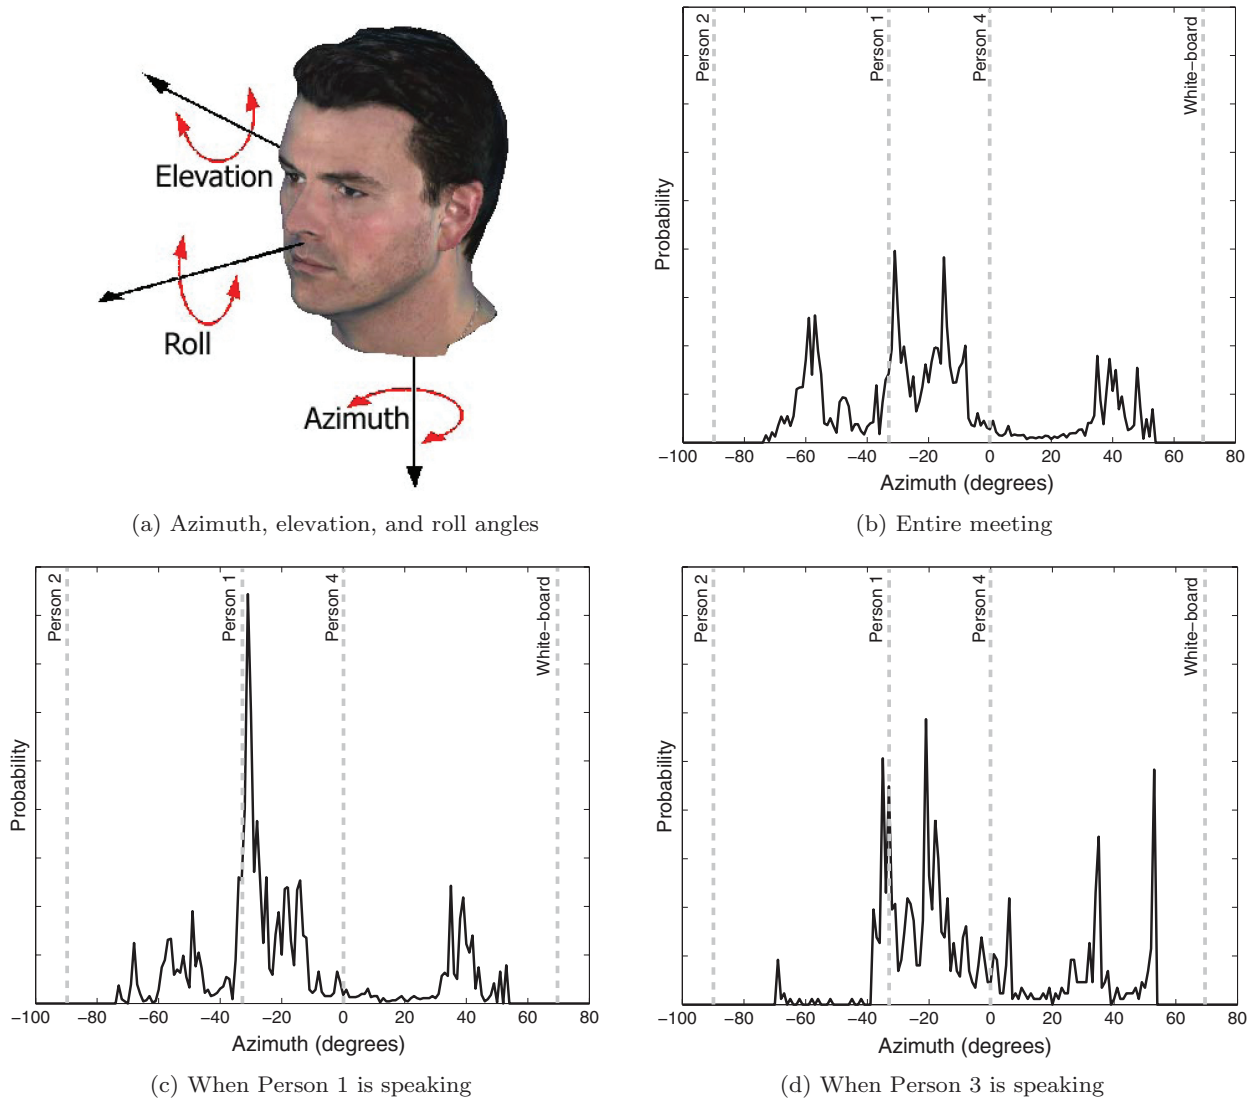 Elevation
Roll
Azimuth
(a) Azimuth, elevation, and roll angles
Person 2
Person 1
Person 4
White-board
Probability
−100 −80 −60 −40 −20 0 20 40 60 80
Azimuth (degrees)
(b) Entire meeting
Person 2
Person 1
Person 4
White-board
Probability
−100 −80 −60 −40 −20 0 20 40 60 80
Azimuth (degrees)
(c) When Person 1 is speaking
Person 2
Person 1
Person 4
White-board
Probability
−100 −80 −60 −40 −20 0 20 40 60 80
Azimuth (degrees)
(d) When Person 3 is speaking